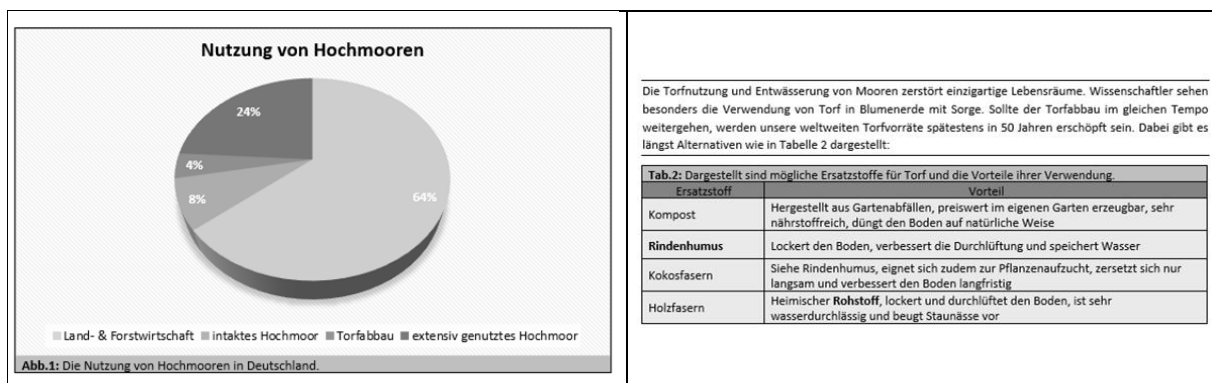 Nutzung von Hochmooren
24%
4%
8%
64%
Land- & Forstwirtschaft intaktes Hochmoor Torfabbau extensiv genutztes Hochmoor
Abb.1: Die Nutzung von Hochmooren in Deutschland.
Die Torfnutzung und Entwässerung von Mooren zerstört einzigartige Lebensräume. Wissenschaftler sehen
besonders die Verwendung von Torf in Blumenerde mit Sorge. Sollte der Torfabbau im gleichen Tempo
weitergehen, werden unsere weltweiten Torfvorräte spätestens in 50 Jahren erschöpft sein. Dabei gibt es
längst Alternativen wie in Tabelle 2 dargestellt:
Tab.2: Dargestellt sind mögliche Ersatzstoffe für Torf und die Vorteile ihrer Verwendung.
Ersatzstoff Vorteil
Kompost Hergestellt aus Gartenabfällen, preiswert im eigenen Garten erzeugbar, sehr
nährstoffreich, düngt den Boden auf natürliche Weise
Rindenhumus Lockert den Boden, verbessert die Durchlüftung und speichert Wasser
Kokosfasern Siehe Rindenhumus, eignet sich zudem zur Pflanzenaufzucht, zersetzt sich nur
langsam und verbessert den Boden langfristig
Holzfasern Heimischer Rohstoff, lockert und durchlüftet den Boden, ist sehr
wasserdurchlässig und beugt Staunässe vor